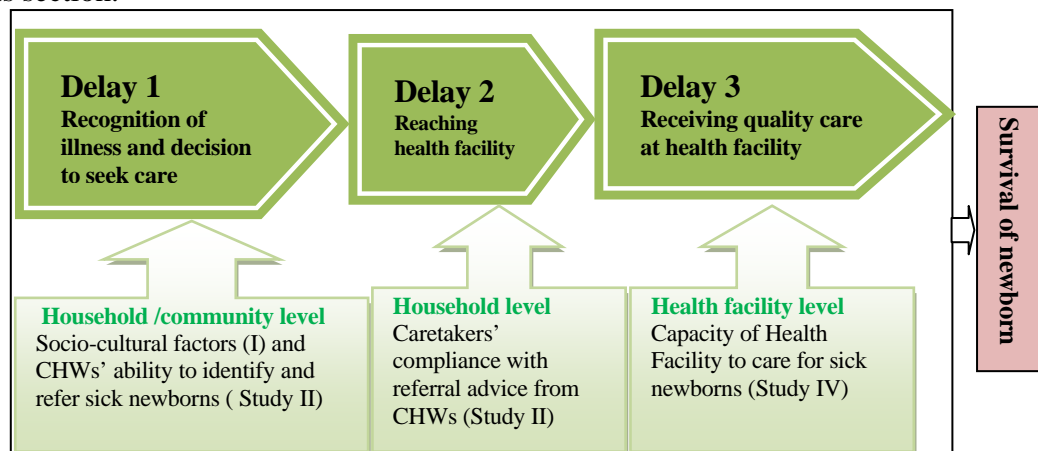 Delay 1
Recognition of
illness and decision
to seek care
Delay 2
Reaching
health facility
Delay 3
Receiving quality care
at health facility
Household /community level
Socio-cultural factors (I) and
CHWs’ ability to identify and
refer sick newborns ( Study II)
Household level
Caretakers’
compliance with
referral advice from
CHWs (Study II)
Health facility level
Capacity of Health
Facility to care for sick
newborns (Study IV)
Survival of newborn